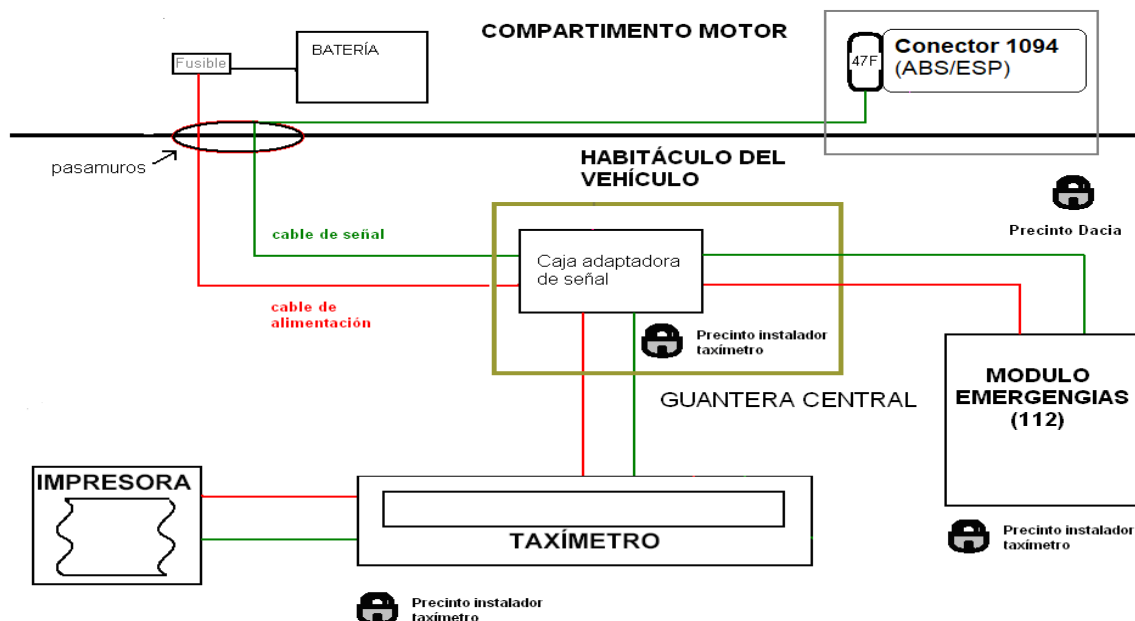 COMPARTIMENTO MOTOR
BATERÍA
Fusible
47F
Conector 1094
(ABS/ESP)
pasamuros
HABITÁCULO DEL
VEHÍCULO
Precinto Dacia
cable de señal
Caja adaptadora
de señal
cable de
alimentación
Precinto instalador
taxímetro
GUANTERA CENTRAL
MODULO
EMERGENGIAS
(112)
IMPRESORA
TAXÍMETRO
Precinto instalador
taxímetro
Precinto instalador
taxímetro